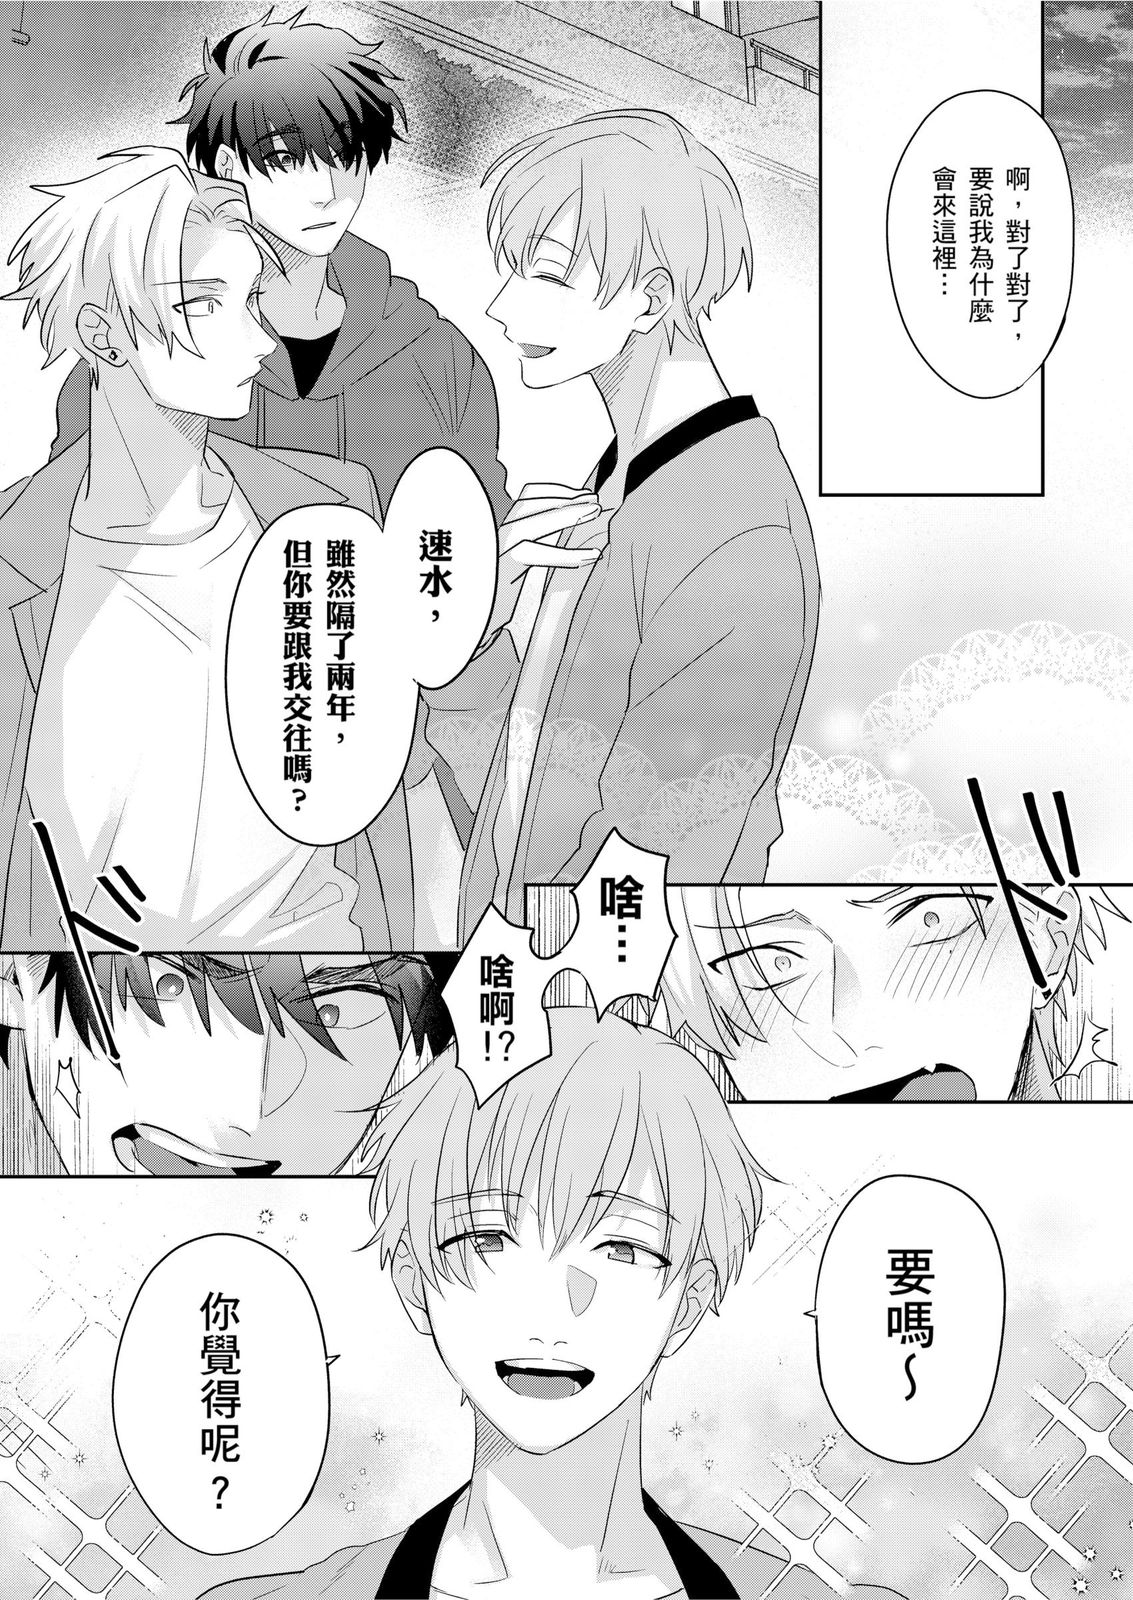 啊，對了對了，
要說我為什麼
會來這裡…
速水，
雖然隔了兩年，
但你要跟我交往嗎？
啥…
啥啊!?
ド
ド
要嗎～
你覺得呢？